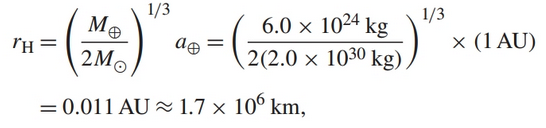 r_H = (M_⊕ / 2M_⊙)^{1/3} a_⊕ = (6.0 × 10^{24} kg / 2(2.0 × 10^{30} kg))^{1/3} × (1 AU)
= 0.011 AU ≈ 1.7 × 10^6 km,